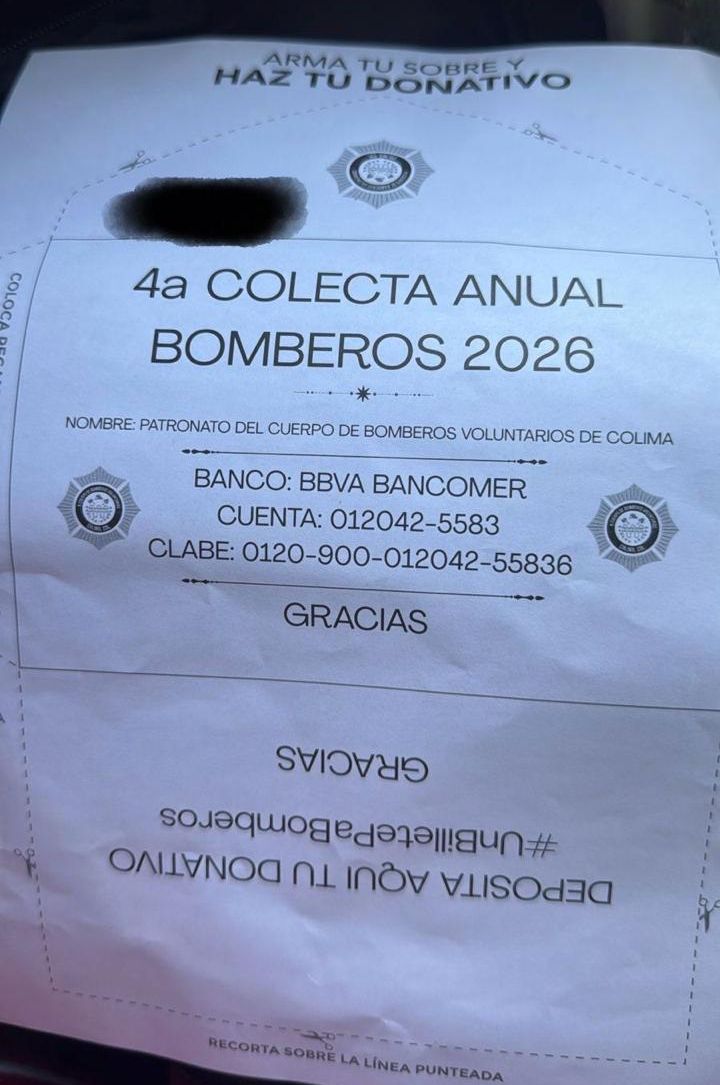 ARMA TU SOBRE Y
HAZ TU DONATIVO
4a COLECTA ANUAL
BOMBEROS 2026
NOMBRE: PATRONATO DEL CUERPO DE BOMBEROS VOLUNTARIOS DE COLIMA
BANCO: BBVA BANCOMER
CUENTA: 012042-5583
CLABE: 0120-900-012042-55836
GRACIAS
DEPOSITA AQUI TU DONATIVO
#UnBilletePaBomberos
GRACIAS
RECORTA SOBRE LA LÍNEA PUNTEADA
COLOCA